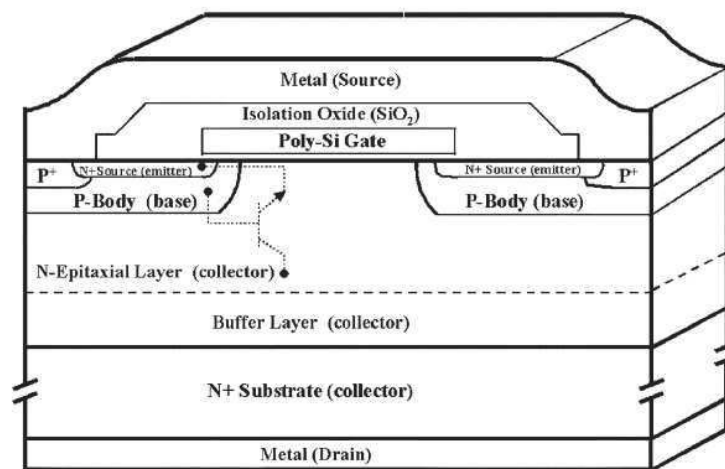 Metal (Source)
Isolation Oxide (SiO₂)
Poly-Si Gate
N+Source (emitter)
N+ Source (emitter)
P⁺
P⁺
P-Body (base)
P-Body (base)
N-Epitaxial Layer (collector)
Buffer Layer (collector)
N+ Substrate (collector)
Metal (Drain)